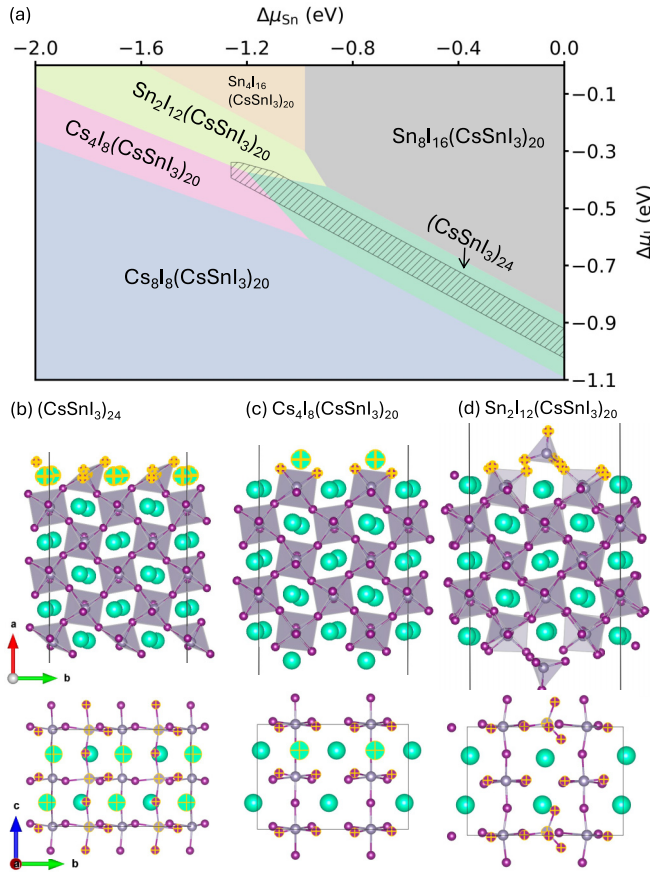 (a)
Δμ_Sn (eV)
-2.0 -1.6 -1.2 -0.8 -0.4 0.0
Sn₄I₁₆
(CsSnI₃)₂₀
Sn₂I₁₂(CsSnI₃)₂₀
Cs₄I₈(CsSnI₃)₂₀
Sn₈I₁₆(CsSnI₃)₂₀
(CsSnI₃)₂₄
Cs₈I₈(CsSnI₃)₂₀
-0.1
-0.3
-0.5
-0.7
-0.9
-1.1
Δμ_I (eV)
(b) (CsSnI₃)₂₄
(c) Cs₄I₈(CsSnI₃)₂₀
(d) Sn₂I₁₂(CsSnI₃)₂₀
a
b
c
a
b